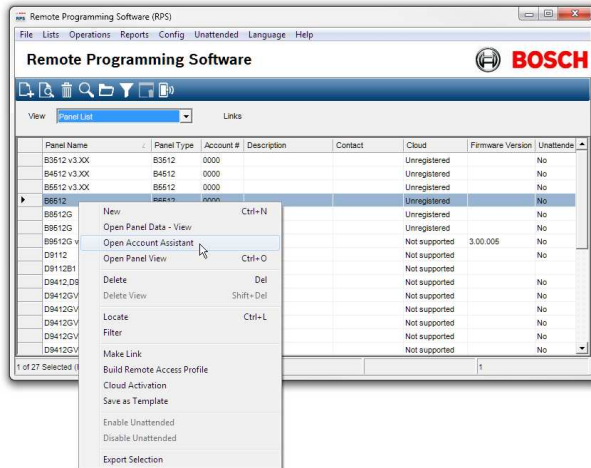 Remote Programming Software (RPS)
File Lists Operations Reports Config Unattended Language Help
Remote Programming Software
BOSCH
View Panel List Links
Panel Name Panel Type Account # Description Contact Cloud Firmware Version Unattende
B3512 v3.XX B3512 0000 Unregistered No
B4512 v3.XX B4512 0000 Unregistered No
B5512 v3.XX B5512 0000 Unregistered No
B6512 B6512 0000 Unregistered No
B8512G Unregistered No
B9512G Unregistered No
B9512G v Not supported 3.00.005 No
D9112 Not supported No
D9112B1 Not supported
D9412,D9 Not supported No
D9412GV Not supported No
D9412GV Not supported No
D9412GV Not supported No
D9412GV Not supported No
1 of 27 Selected 1
New Ctrl+N
Open Panel Data - View
Open Account Assistant
Open Panel View Ctrl+O
Delete Del
Delete View Shift+Del
Locate Ctrl+L
Filter
Make Link
Build Remote Access Profile
Cloud Activation
Save as Template
Enable Unattended
Disable Unattended
Export Selection